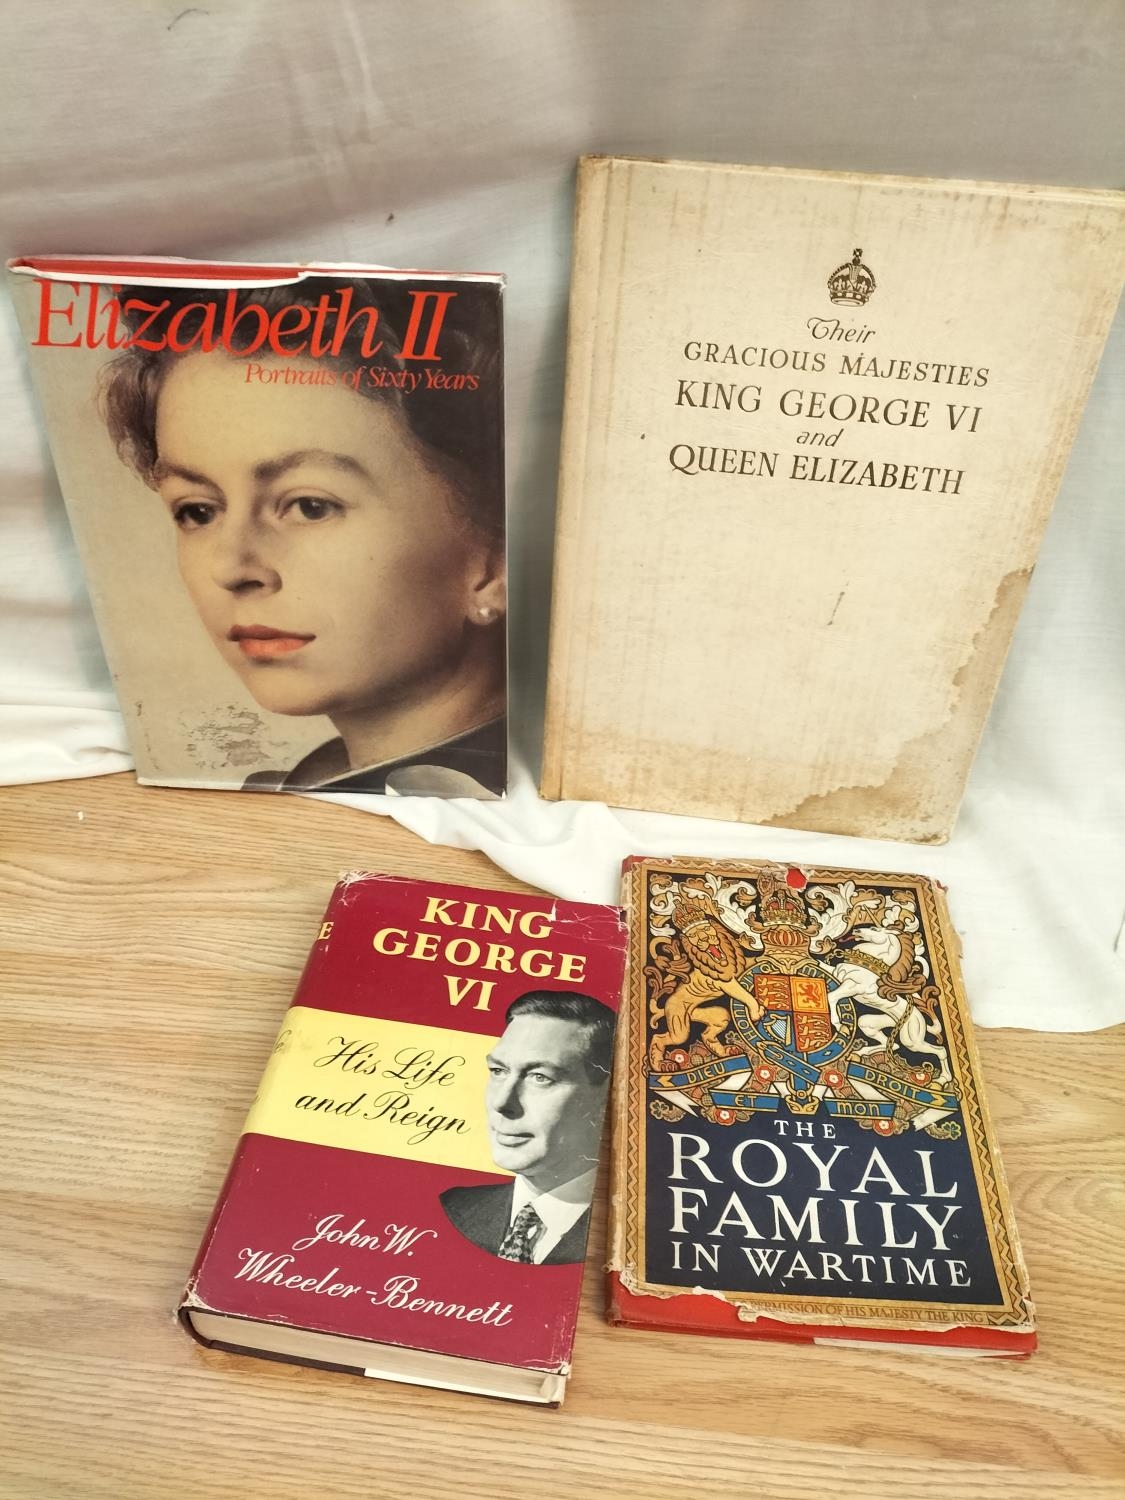 Elizabeth II
Portraits of Sixty Years
Their
GRACIOUS MAJESTIES
KING GEORGE VI
and
QUEEN ELIZABETH
KING
GEORGE
VI
His Life
and Reign
John W.
Wheeler-Bennett
DIEU ET MON DROIT
THE
ROYAL
FAMILY
IN WARTIME
PERMISSION OF HIS MAJESTY THE KING